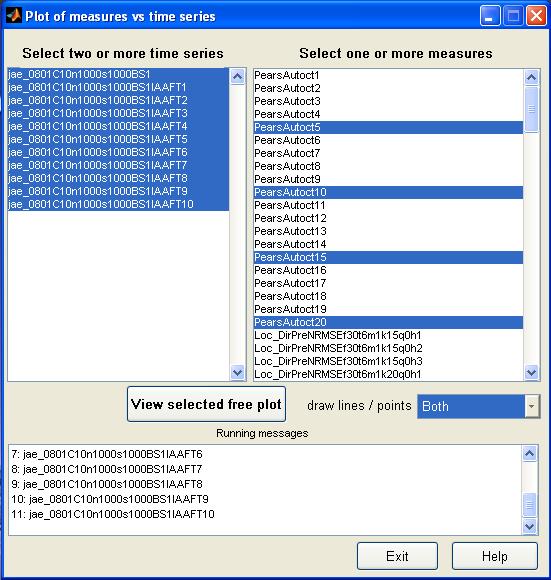 Plot of measures vs time series
Select two or more time series
Select one or more measures
jae_0801C10n1000s1000BS1
jae_0801C10n1000s1000BS1IAAFT1
jae_0801C10n1000s1000BS1IAAFT2
jae_0801C10n1000s1000BS1IAAFT3
jae_0801C10n1000s1000BS1IAAFT4
jae_0801C10n1000s1000BS1IAAFT5
jae_0801C10n1000s1000BS1IAAFT6
jae_0801C10n1000s1000BS1IAAFT7
jae_0801C10n1000s1000BS1IAAFT8
jae_0801C10n1000s1000BS1IAAFT9
jae_0801C10n1000s1000BS1IAAFT10
PearsAutoct1
PearsAutoct2
PearsAutoct3
PearsAutoct4
PearsAutoct5
PearsAutoct6
PearsAutoct7
PearsAutoct8
PearsAutoct9
PearsAutoct10
PearsAutoct11
PearsAutoct12
PearsAutoct13
PearsAutoct14
PearsAutoct15
PearsAutoct16
PearsAutoct17
PearsAutoct18
PearsAutoct19
PearsAutoct20
Loc_DirPreNRMSEf30t6m1k15q0h1
Loc_DirPreNRMSEf30t6m1k15q0h2
Loc_DirPreNRMSEf30t6m1k15q0h3
Loc_DirPreNRMSEf30t6m1k20q0h1
View selected free plot
draw lines / points
Both
Running messages
7: jae_0801C10n1000s1000BS1IAAFT6
8: jae_0801C10n1000s1000BS1IAAFT7
9: jae_0801C10n1000s1000BS1IAAFT8
10: jae_0801C10n1000s1000BS1IAAFT9
11: jae_0801C10n1000s1000BS1IAAFT10
Exit
Help